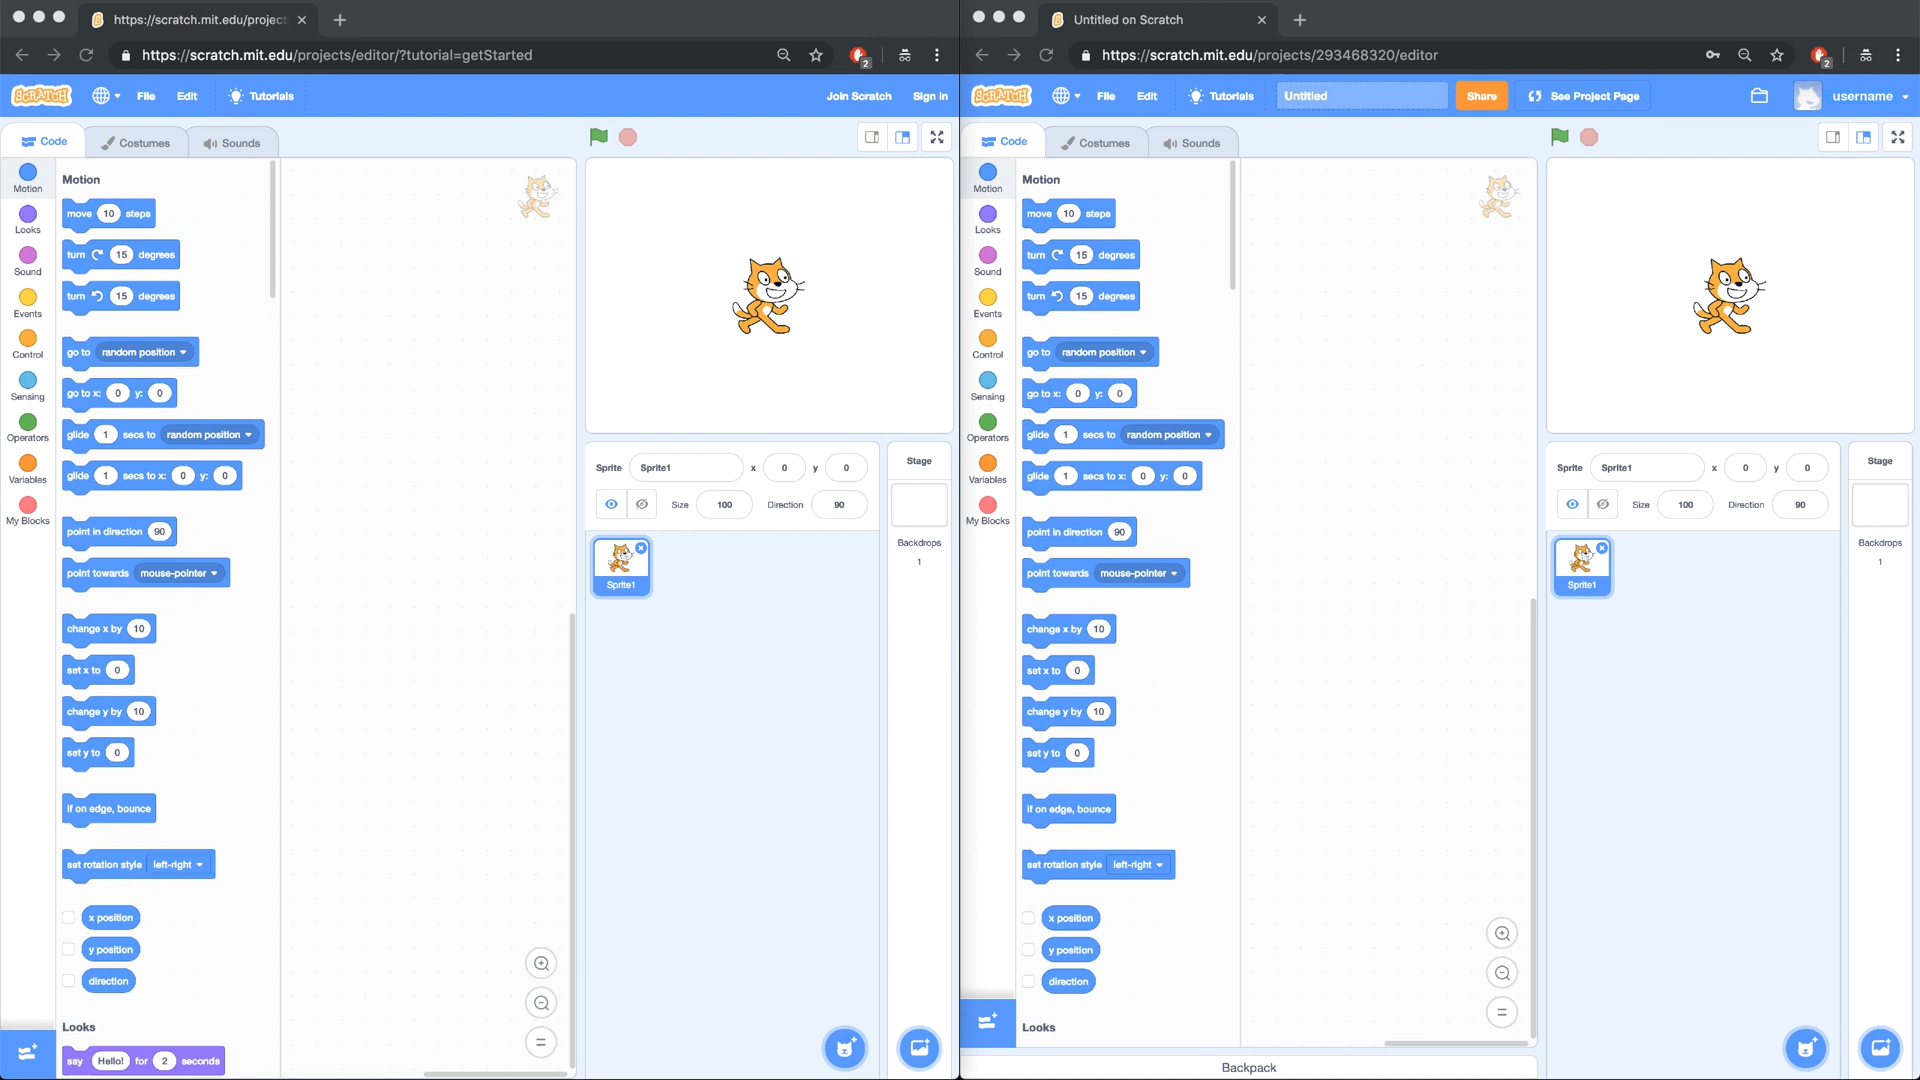 https://scratch.mit.edu/project
https://scratch.mit.edu/projects/editor/?tutorial=getStarted
2
SCRATCH
File
Edit
Tutorials
Join Scratch
Sign in
Code
Costumes
Sounds
Motion
Looks
Sound
Events
Control
Sensing
Operators
Variables
My Blocks
Motion
move 10 steps
turn 15 degrees
turn 15 degrees
go to random position
go to x: 0 y: 0
glide 1 secs to random position
glide 1 secs to x: 0 y: 0
point in direction 90
point towards mouse-pointer
change x by 10
set x to 0
change y by 10
set y to 0
if on edge, bounce
set rotation style left-right
x position
y position
direction
Looks
say Hello! for 2 seconds
Sprite Sprite1 x 0 y 0
Size 100 Direction 90
Sprite1
Stage
Backdrops
1
Untitled on Scratch
https://scratch.mit.edu/projects/293468320/editor
2
SCRATCH
File
Edit
Tutorials
Untitled
Share
See Project Page
username
Code
Costumes
Sounds
Motion
Looks
Sound
Events
Control
Sensing
Operators
Variables
My Blocks
Motion
move 10 steps
turn 15 degrees
turn 15 degrees
go to random position
go to x: 0 y: 0
glide 1 secs to random position
glide 1 secs to x: 0 y: 0
point in direction 90
point towards mouse-pointer
change x by 10
set x to 0
change y by 10
set y to 0
if on edge, bounce
set rotation style left-right
x position
y position
direction
Looks
Backpack
Sprite Sprite1 x 0 y 0
Size 100 Direction 90
Sprite1
Stage
Backdrops
1